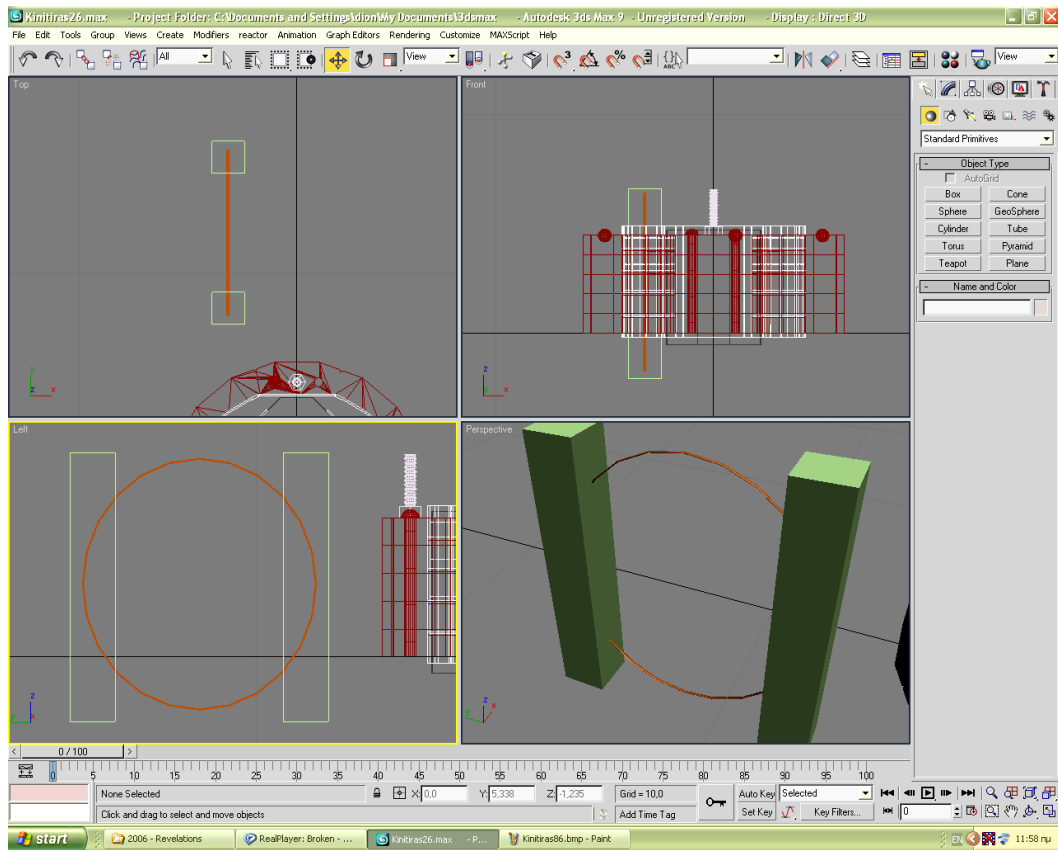 Kinitiras26.max - Project Folder: C:\Documents and Settings\dion\My Documents\3dsmax - Autodesk 3ds Max 9 - Unregistered Version - Display : Direct 3D
File Edit Tools Group Views Create Modifiers reactor Animation Graph Editors Rendering Customize MAXScript Help
All View 3 % ABC View
Top
Front
Left
Perspective
y
z x
z
x
z
y x
z
x
y
Standard Primitives
- Object Type
AutoGrid
Box Cone
Sphere GeoSphere
Cylinder Tube
Torus Pyramid
Teapot Plane
- Name and Color
< 0 / 100 >
0 5 10 15 20 25 30 35 40 45 50 55 60 65 70 75 80 85 90 95 100
None Selected X: 0,0 Y: 5,338 Z: -1,235 Grid = 10,0 Auto Key Selected
Click and drag to select and move objects Add Time Tag Set Key Key Filters... 0
start 2006 - Revelations RealPlayer: Broken - ... Kinitiras26.max - P... Kinitiras86.bmp - Paint EN 11:58 πμ